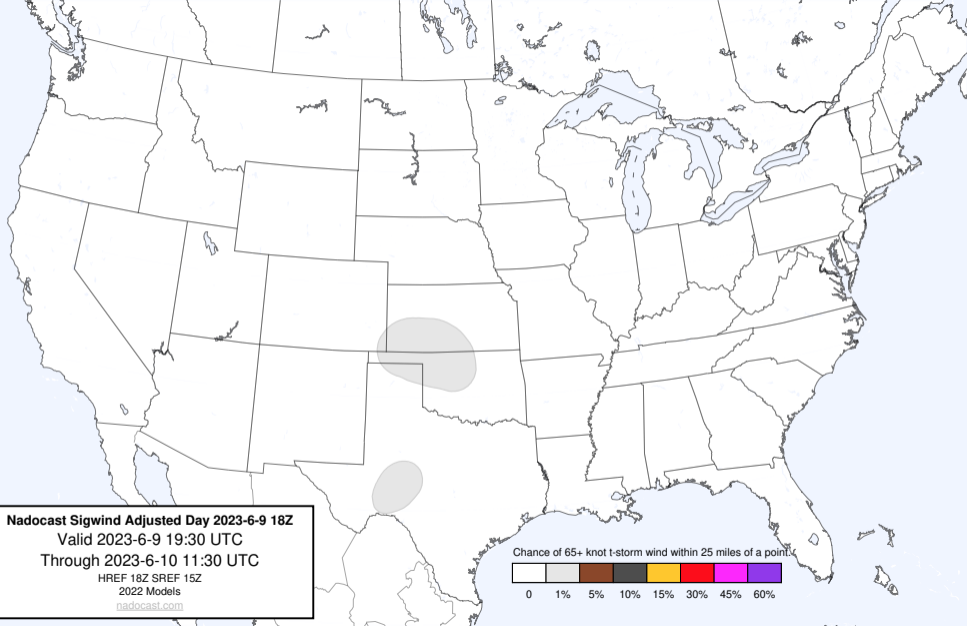 Nadocast Sigwind Adjusted Day 2023-6-9 18Z
Valid 2023-6-9 19:30 UTC
Through 2023-6-10 11:30 UTC
HREF 18Z SREF 15Z
2022 Models
nadocast.com
Chance of 65+ knot t-storm wind within 25 miles of a point.
0 1% 5% 10% 15% 30% 45% 60%